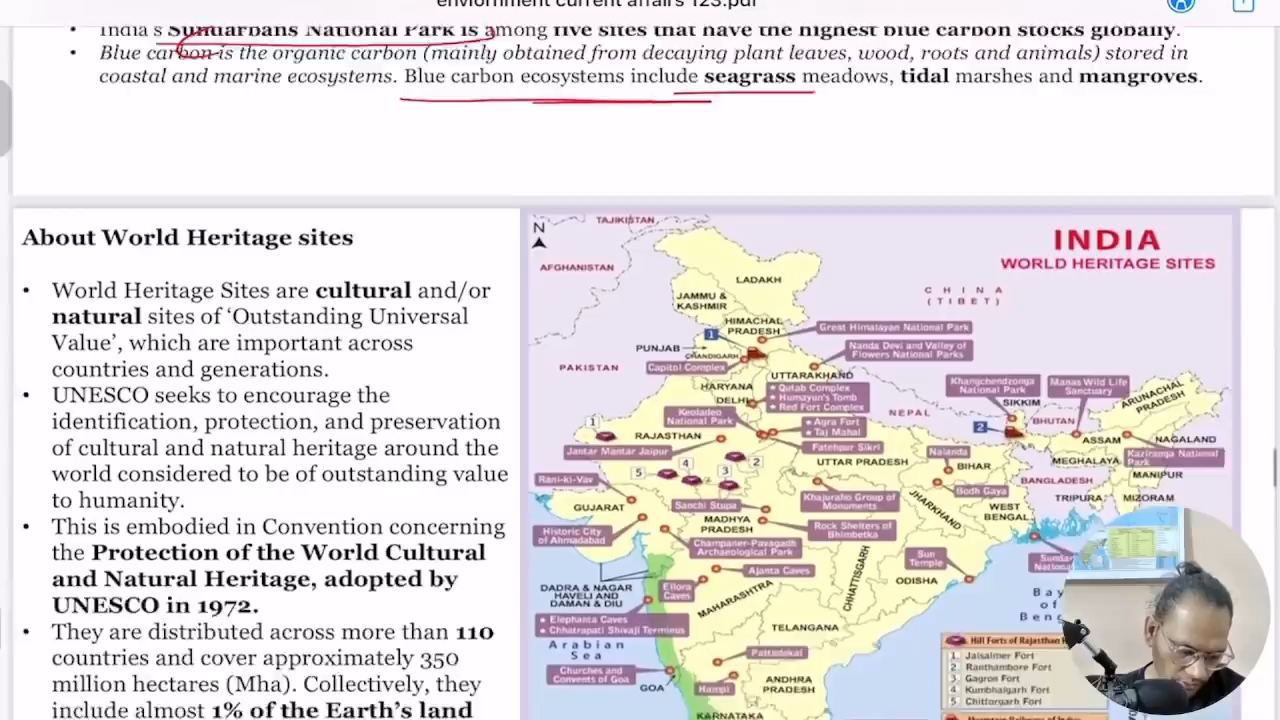 enviornment current affairs 123.pdf
• India's Sundarbans National Park is among five sites that have the highest blue carbon stocks globally.
• Blue carbon is the organic carbon (mainly obtained from decaying plant leaves, wood, roots and animals) stored in
coastal and marine ecosystems. Blue carbon ecosystems include seagrass meadows, tidal marshes and mangroves.
About World Heritage sites
• World Heritage Sites are cultural and/or
natural sites of ‘Outstanding Universal
Value’, which are important across
countries and generations.
• UNESCO seeks to encourage the
identification, protection, and preservation
of cultural and natural heritage around the
world considered to be of outstanding value
to humanity.
• This is embodied in Convention concerning
the Protection of the World Cultural
and Natural Heritage, adopted by
UNESCO in 1972.
• They are distributed across more than 110
countries and cover approximately 350
million hectares (Mha). Collectively, they
include almost 1% of the Earth's land
N
TAJIKISTAN
INDIA
WORLD HERITAGE SITES
AFGHANISTAN
LADAKH
CHINA
(TIBET)
JAMMU &
KASHMIR
HIMACHAL
PRADESH
Great Himalayan National Park
1
PUNJAB
CHANDIGARH
Nanda Devi and Valley of
Flowers National Parks
PAKISTAN
Capitol Complex
UTTARAKHAND
HARYANA
DELHI
Qutab Complex
Humayun's Tomb
Red Fort Complex
Khangchendzonga
National Park
Manas Wild Life
Sanctuary
SIKKIM
ARUNACHAL
PRADESH
NEPAL
BHUTAN
2
Keoladeo
National Park
Agra Fort
Taj Mahal
1
RAJASTHAN
Fatehpur Sikri
ASSAM
NAGALAND
Jantar Mantar Jaipur
UTTAR PRADESH
Nalanda
BIHAR
MEGHALAYA
Kaziranga National
Park
5
4
3
2
MANIPUR
Rani-ki-Vav
BANGLADESH
Bodh Gaya
TRIPURA
MIZORAM
GUJARAT
Sanchi Stupa
Khajuraho Group of
Monuments
JHARKHAND
WEST
BENGAL
MADHYA
PRADESH
Rock Shelters of
Bhimbetka
Historic City
of Ahmadabad
Champaner-Pavagadh
Archaeological Park
CHHATTISGARH
Sun
Temple
Ajanta Caves
ODISHA
DADRA & NAGAR
HAVELI AND
DAMAN & DIU
Ellora
Caves
MAHARASHTRA
Bay
of
Elephanta Caves
Chhatrapati Shivaji Terminus
TELANGANA
Arabian
Sea
Hill Forts of Rajasthan
Pattadakal
1. Jaisalmer Fort
2. Ranthambore Fort
3. Gagron Fort
4. Kumbhalgarh Fort
5. Chittorgarh Fort
Churches and
Convents of Goa
GOA
Hampi
ANDHRA
PRADESH
KARNATAKA